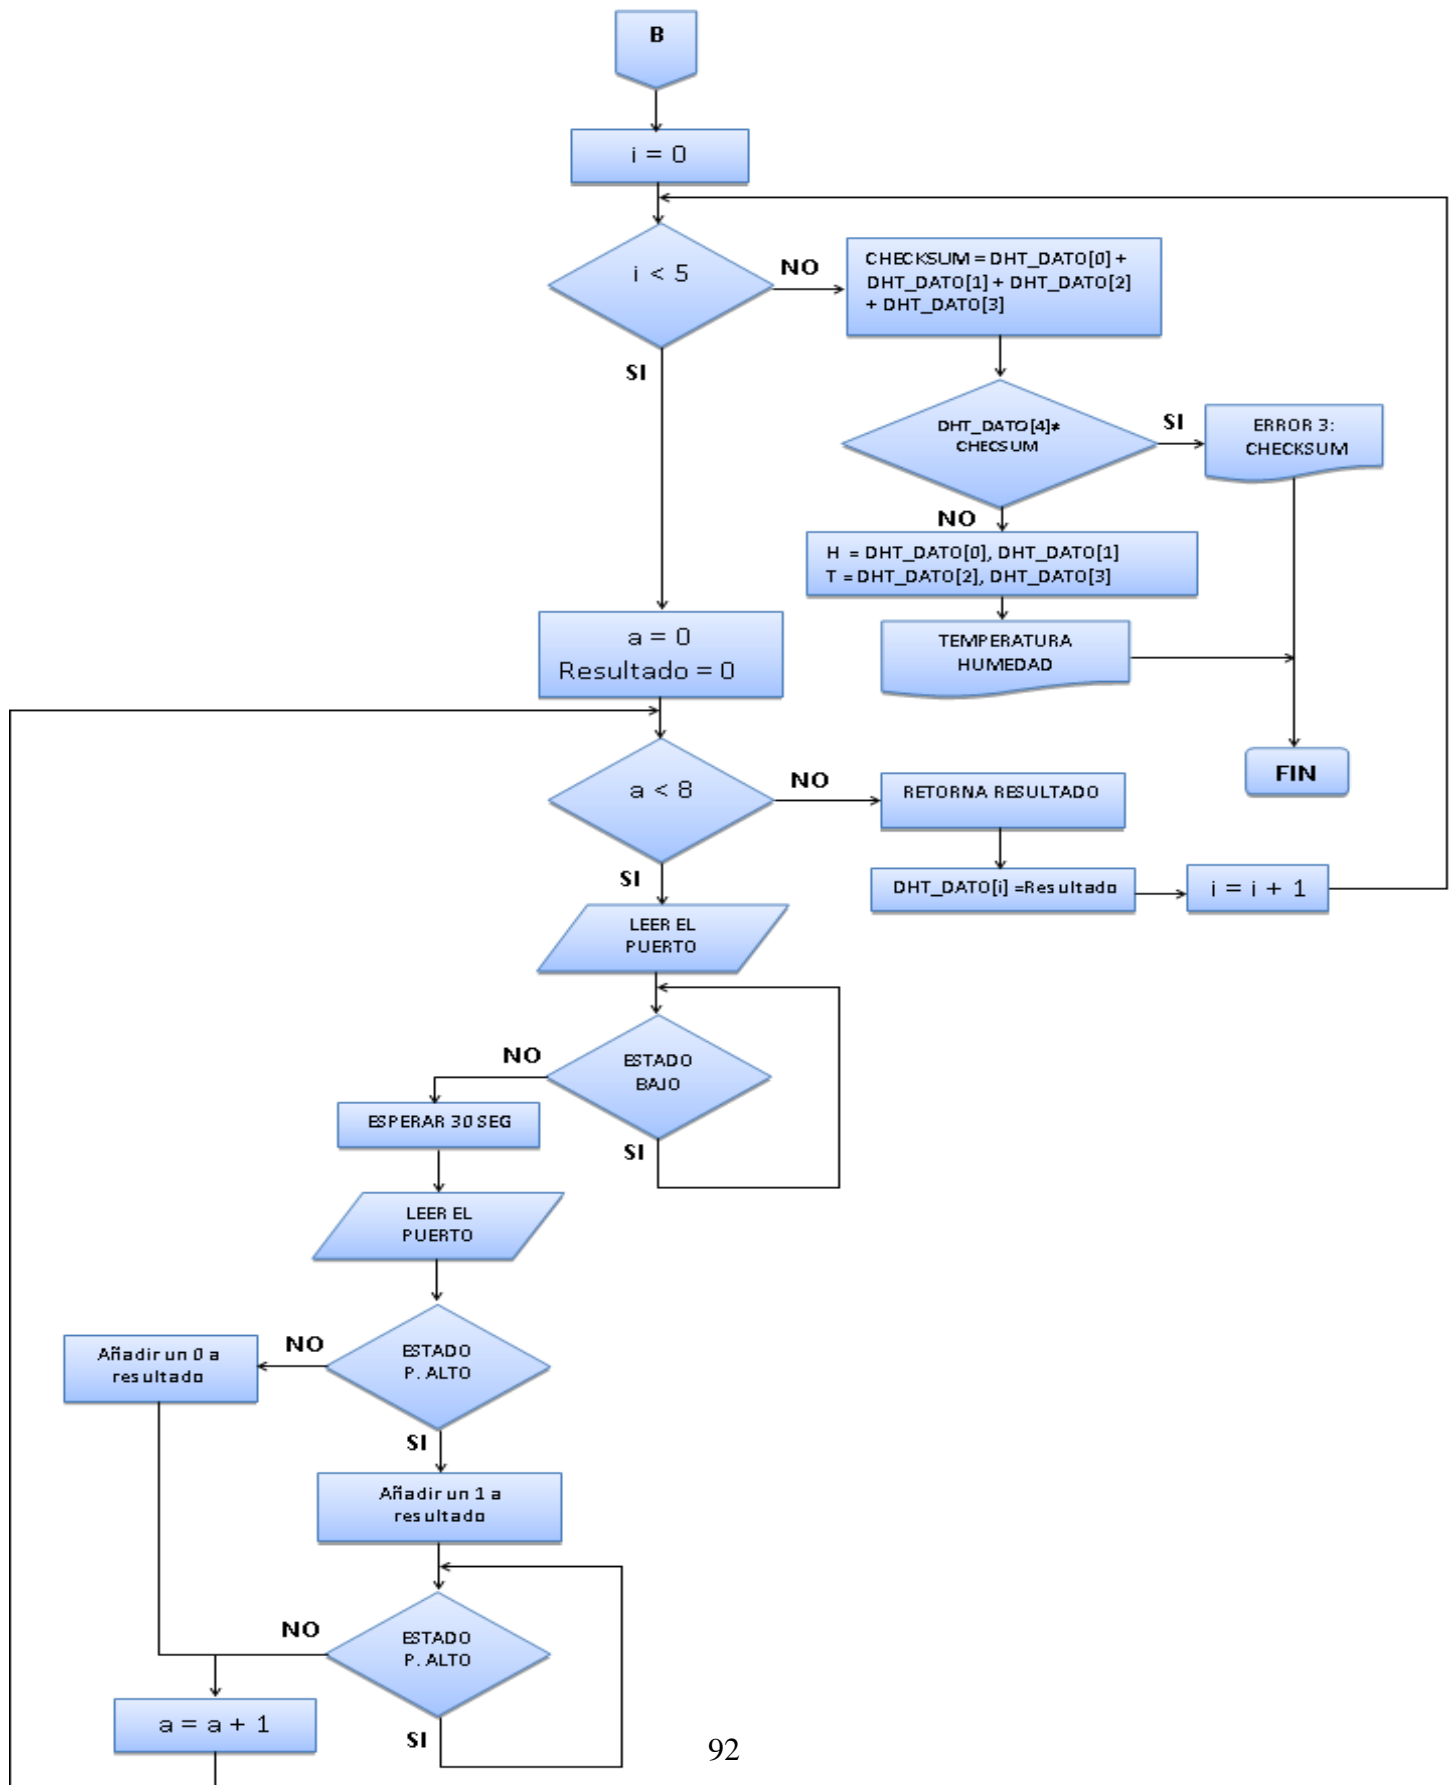 B
i = 0
i < 5
NO
CHECKSUM = DHT_DATO[0] +
DHT_DATO[1] + DHT_DATO[2]
+ DHT_DATO[3]
SI
DHT_DATO[4]≠
CHECSUM
SI
ERROR 3:
CHECKSUM
NO
H = DHT_DATO[0], DHT_DATO[1]
T = DHT_DATO[2], DHT_DATO[3]
a = 0
Resultado = 0
TEMPERATURA
HUMEDAD
FIN
a < 8
NO
RETORNA RESULTADO
SI
DHT_DATO[i] =Resultado
i = i + 1
LEER EL
PUERTO
ESTADO
BAJO
NO
SI
ESPERAR 30 SEG
LEER EL
PUERTO
ESTADO
P. ALTO
NO
Añadir un 0 a
resultado
SI
Añadir un 1 a
resultado
ESTADO
P. ALTO
NO
a = a + 1
SI
92